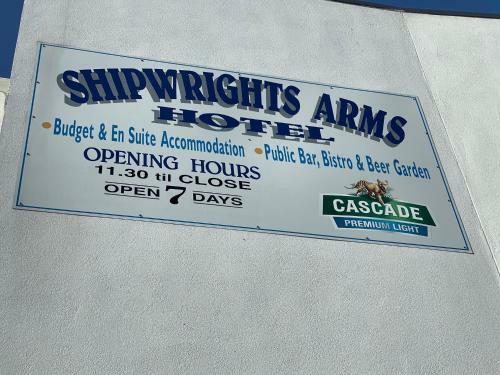 SHIPWRIGHTS ARMS
HOTEL
• Budget & En Suite Accommodation • Public Bar, Bistro & Beer Garden
OPENING HOURS
11.30 til CLOSE
OPEN 7 DAYS
CASCADE
PREMIUM LIGHT